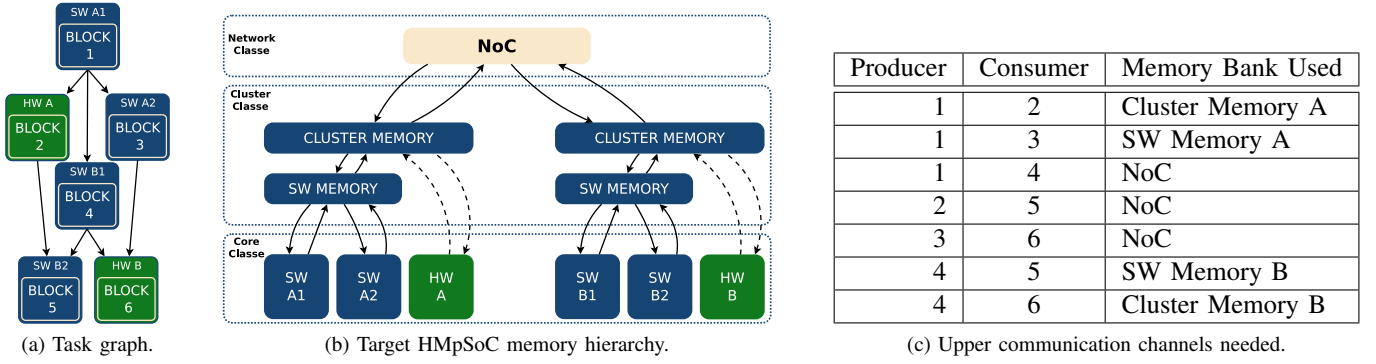 SW A1
BLOCK
1
HW A
BLOCK
2
SW A2
BLOCK
3
SW B1
BLOCK
4
SW B2
BLOCK
5
HW B
BLOCK
6
(a) Task graph.
Network
Classe
NoC
Cluster
Classe
CLUSTER MEMORY
CLUSTER MEMORY
SW MEMORY
SW MEMORY
Core
Classe
SW
A1
SW
A2
HW
A
SW
B1
SW
B2
HW
B
(b) Target HMpSoC memory hierarchy.
Producer Consumer Memory Bank Used
1 2 Cluster Memory A
1 3 SW Memory A
1 4 NoC
2 5 NoC
3 6 NoC
4 5 SW Memory B
4 6 Cluster Memory B
(c) Upper communication channels needed.